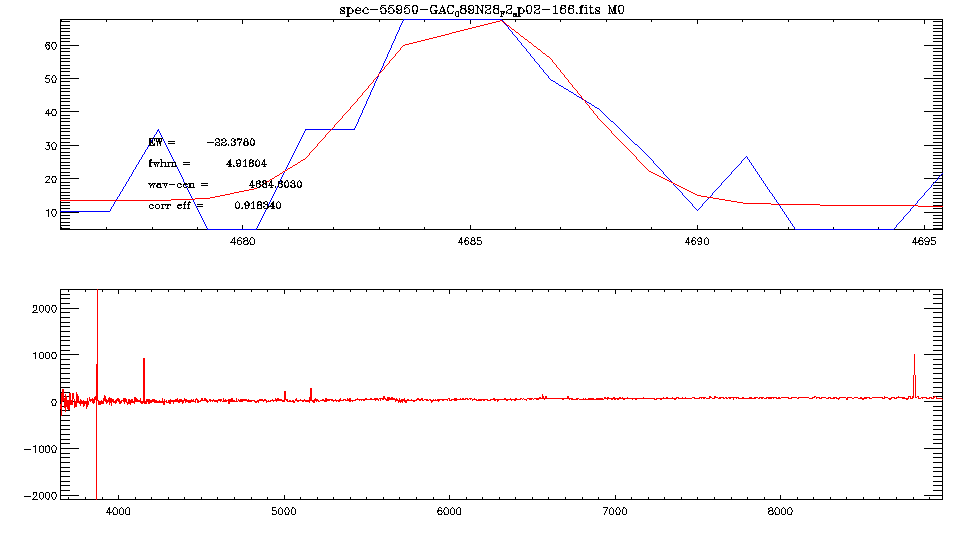 spec-55950-GAC089N28F2ap02-166.fits M0
60
50
40
30
20
10
EW = -22.3780
fwhm = 4.91804
wav-cen = 4684.8030
corr eff = 0.918340
4680 4685 4690 4695
2000
1000
0
-1000
-2000
4000 5000 6000 7000 8000